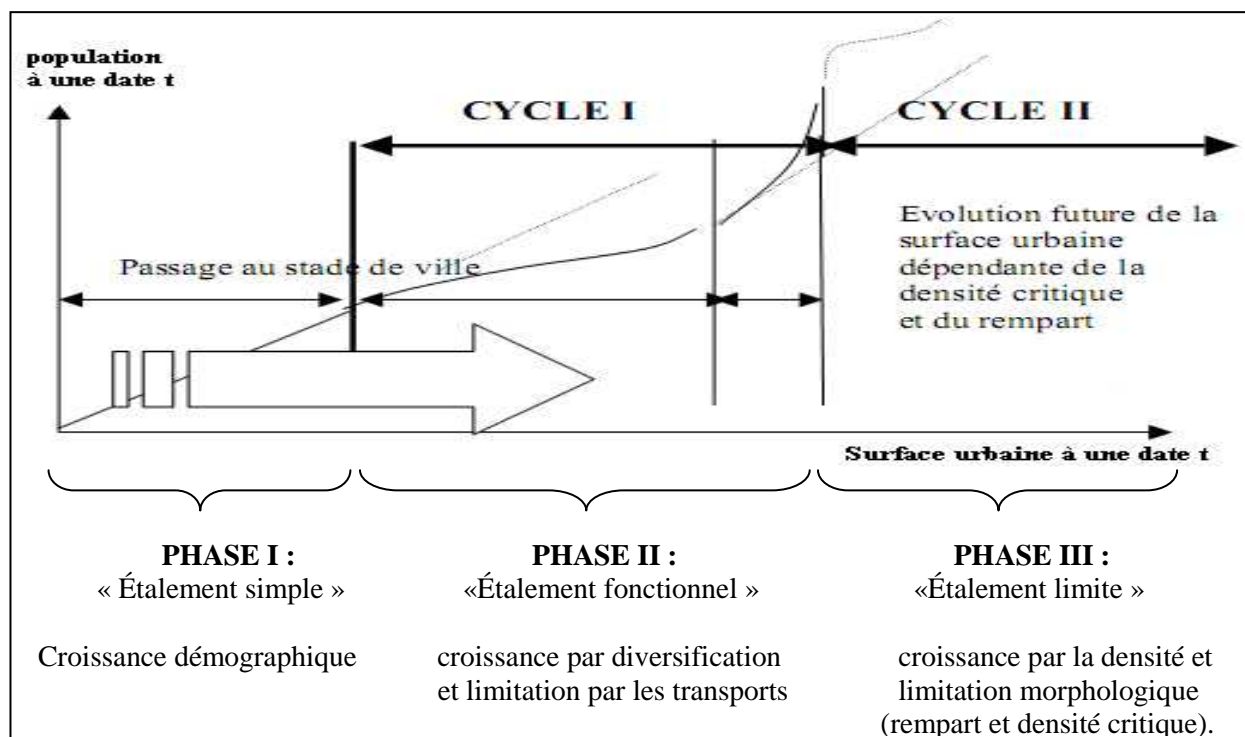 population
à une date t
CYCLE I
CYCLE II
Passage au stade de ville
Evolution future de la
surface urbaine
dépendante de la
densité critique
et du rempart
Surface urbaine à une date t
PHASE I :
« Étalement simple »
Croissance démographique
PHASE II :
«Étalement fonctionnel »
croissance par diversification
et limitation par les transports
PHASE III :
«Étalement limite »
croissance par la densité et
limitation morphologique
(rempart et densité critique).